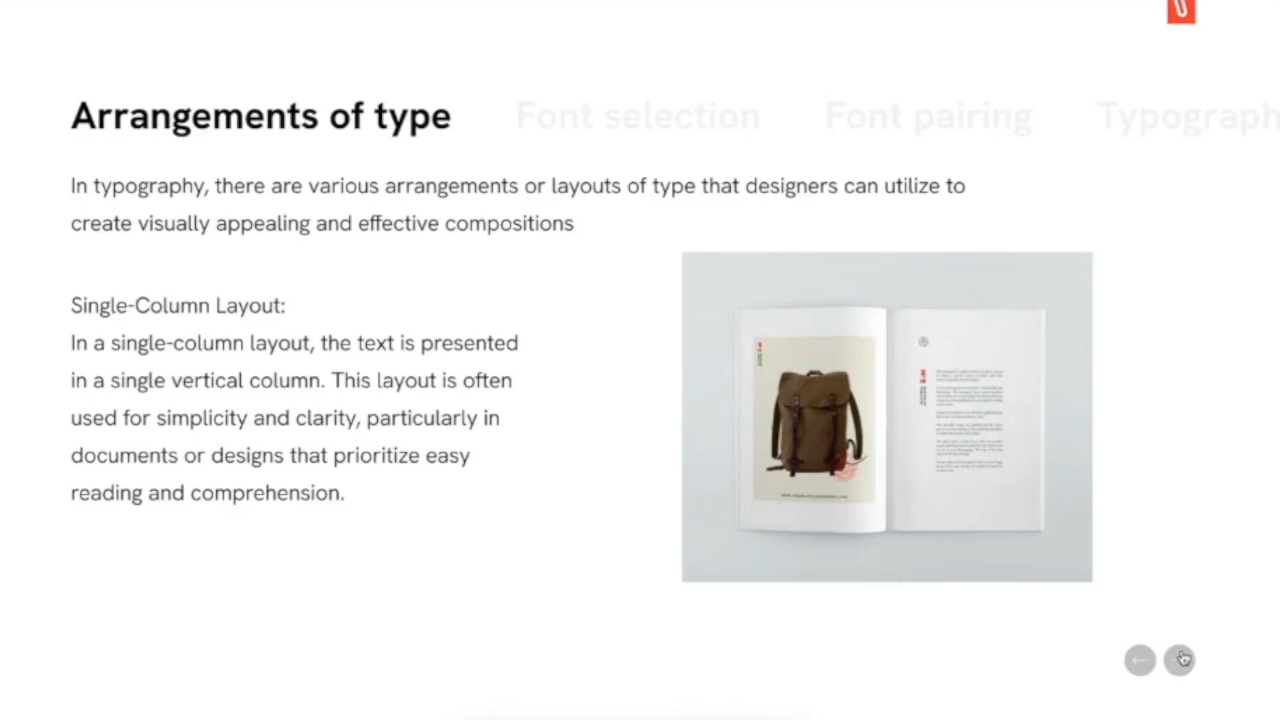 Arrangements of type Font selection Font pairing Typograph
In typography, there are various arrangements or layouts of type that designers can utilize to
create visually appealing and effective compositions
Single-Column Layout:
In a single-column layout, the text is presented
in a single vertical column. This layout is often
used for simplicity and clarity, particularly in
documents or designs that prioritize easy
reading and comprehension.